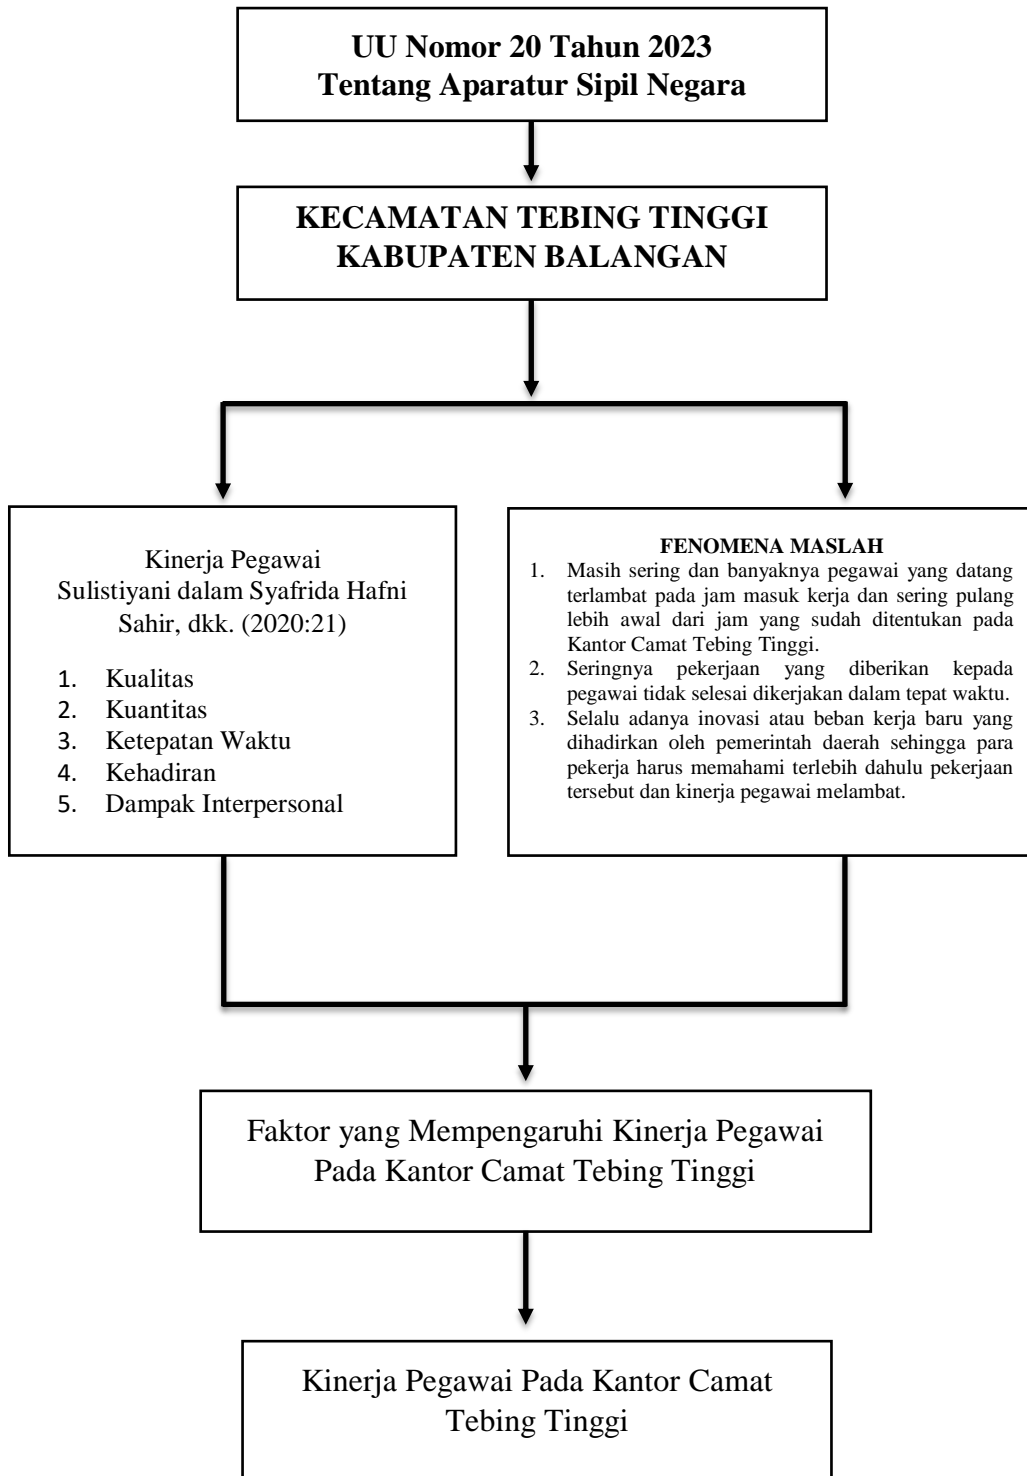 UU Nomor 20 Tahun 2023
Tentang Aparatur Sipil Negara
KECAMATAN TEBING TINGGI
KABUPATEN BALANGAN
Kinerja Pegawai
Sulistiyani dalam Syafrida Hafni
Sahir, dkk. (2020:21)
1. Kualitas
2. Kuantitas
3. Ketepatan Waktu
4. Kehadiran
5. Dampak Interpersonal
FENOMENA MASLAH
1. Masih sering dan banyaknya pegawai yang datang
terlambat pada jam masuk kerja dan sering pulang
lebih awal dari jam yang sudah ditentukan pada
Kantor Camat Tebing Tinggi.
2. Seringnya pekerjaan yang diberikan kepada
pegawai tidak selesai dikerjakan dalam tepat waktu.
3. Selalu adanya inovasi atau beban kerja baru yang
dihadirkan oleh pemerintah daerah sehingga para
pekerja harus memahami terlebih dahulu pekerjaan
tersebut dan kinerja pegawai melambat.
Faktor yang Mempengaruhi Kinerja Pegawai
Pada Kantor Camat Tebing Tinggi
Kinerja Pegawai Pada Kantor Camat
Tebing Tinggi